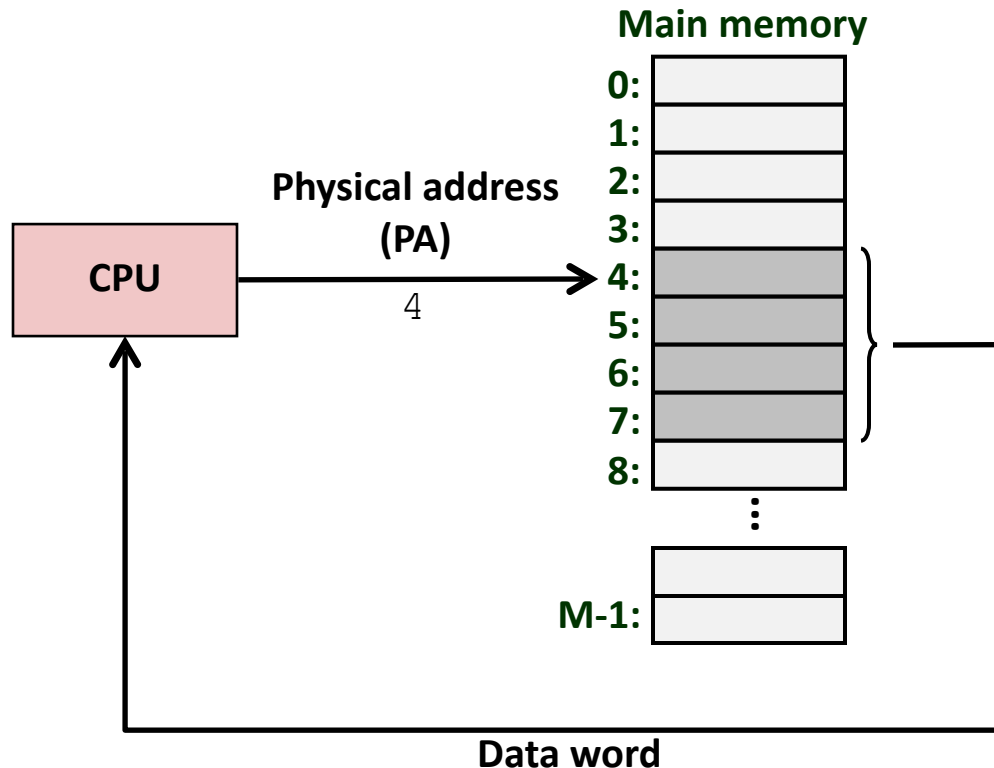 Main memory
0:
1:
2:
3:
Physical address
(PA)
CPU
4
4:
5:
6:
7:
8:
...
M-1:
Data word